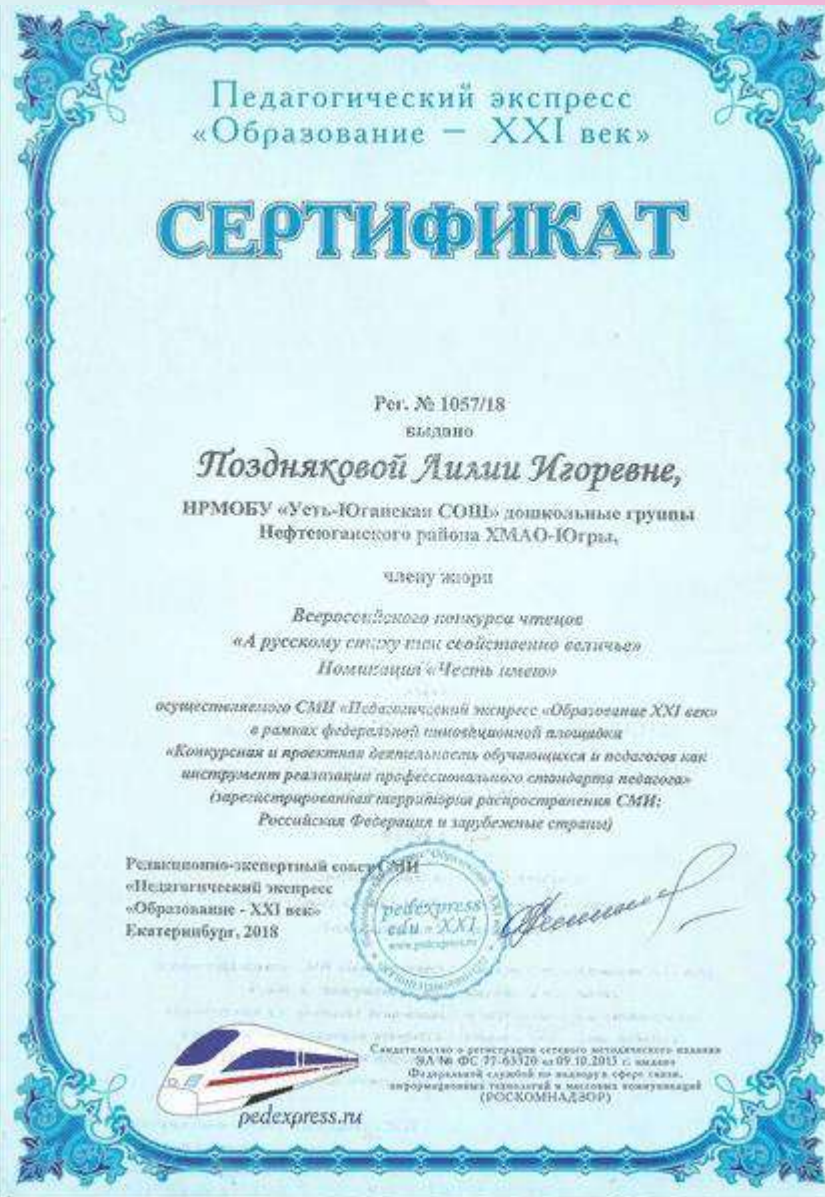 Педагогический экспресс
«Образование – XXI век»
СЕРТИФИКАТ
Рег. № 1057/18
выдано
Поздняковой Лилии Игоревне,
НРМОБУ «Усть-Юганская СОШ» дошкольные группы
Нефтеюганского района ХМАО-Югры,
члену жюри
Всероссийского конкурса чтецов
«А русскому стиху так свойственно величье»
Номинация «Честь имею»
осуществляемого СМИ «Педагогический экспресс «Образование XXI век»
в рамках федеральной инновационной площадки
«Конкурсная и проектная деятельность обучающихся и педагогов как
инструмент реализации профессионального стандарта педагога»
(зарегистрированная территория распространения СМИ:
Российская Федерация и зарубежные страны)
Редакционно-экспертный совет СМИ
«Педагогический экспресс
«Образование - XXI век»
Екатеринбург, 2018
pedexpress
edu - XXI
www.pedexpress.ru
Свидетельство о регистрации сетевого методического издания
ЭЛ № ФС 77-63320 от 09.10.2015 г. выдано
Федеральной службой по надзору в сфере связи,
информационных технологий и массовых коммуникаций
(РОСКОМНАДЗОР)
pedexpress.ru